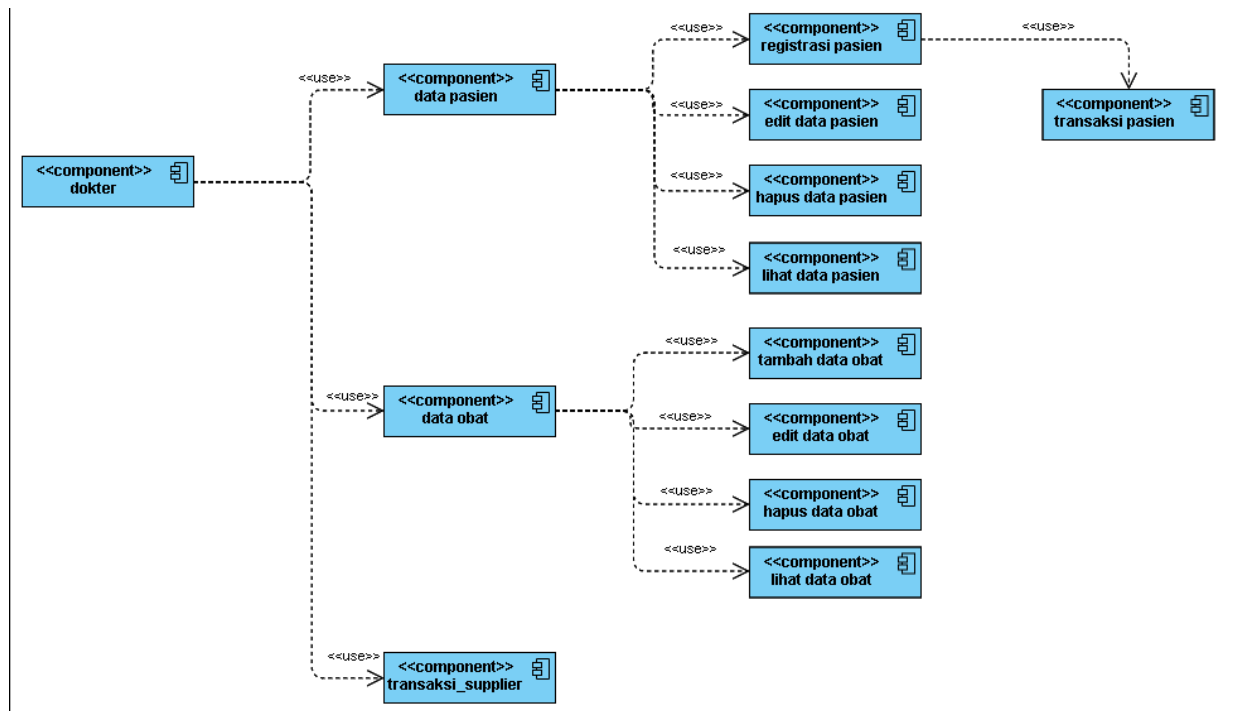 <<use>>
<<component>>
registrasi pasien
<<use>>
<<use>>
<<component>>
data pasien
<<use>>
<<component>>
edit data pasien
<<component>>
transaksi pasien
<<component>>
dokter
<<use>>
<<component>>
hapus data pasien
<<use>>
<<component>>
lihat data pasien
<<use>>
<<component>>
tambah data obat
<<use>>
<<component>>
data obat
<<use>>
<<component>>
edit data obat
<<use>>
<<component>>
hapus data obat
<<use>>
<<component>>
lihat data obat
<<use>>
<<component>>
transaksi_supplier